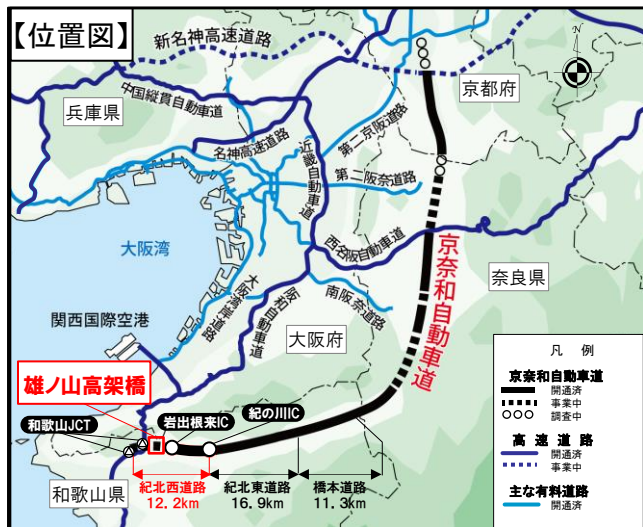 【位置図】
新名神高速道路
N
京都府
兵庫県
中国縦貫自動車道
名神高速道路
第二京阪道路
近畿自動車道
第二阪奈道路
西名阪自動車道
大阪湾
京奈和自動車道
奈良県
大阪湾岸道路
阪和自動車道
南阪奈道路
関西国際空港
大阪府
雄ノ山高架橋
和歌山JCT
岩出根来IC
紀の川IC
和歌山県
紀北西道路
12.2km
紀北東道路
16.9km
橋本道路
11.3km
凡 例
京奈和自動車道
開通済
事業中
調査中
高速道路
開通済
事業中
主な有料道路
開通済